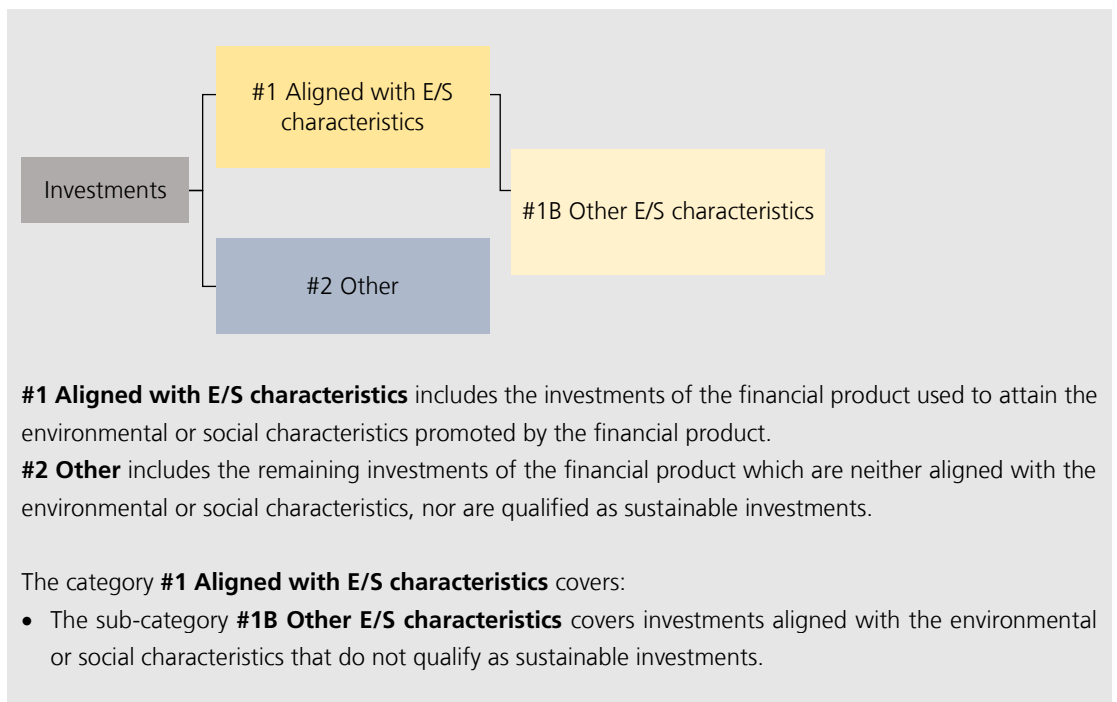 #1 Aligned with E/S
characteristics
Investments
#1B Other E/S characteristics
#2 Other
#1 Aligned with E/S characteristics includes the investments of the financial product used to attain the
environmental or social characteristics promoted by the financial product.
#2 Other includes the remaining investments of the financial product which are neither aligned with the
environmental or social characteristics, nor are qualified as sustainable investments.
The category #1 Aligned with E/S characteristics covers:
• The sub-category #1B Other E/S characteristics covers investments aligned with the environmental
or social characteristics that do not qualify as sustainable investments.